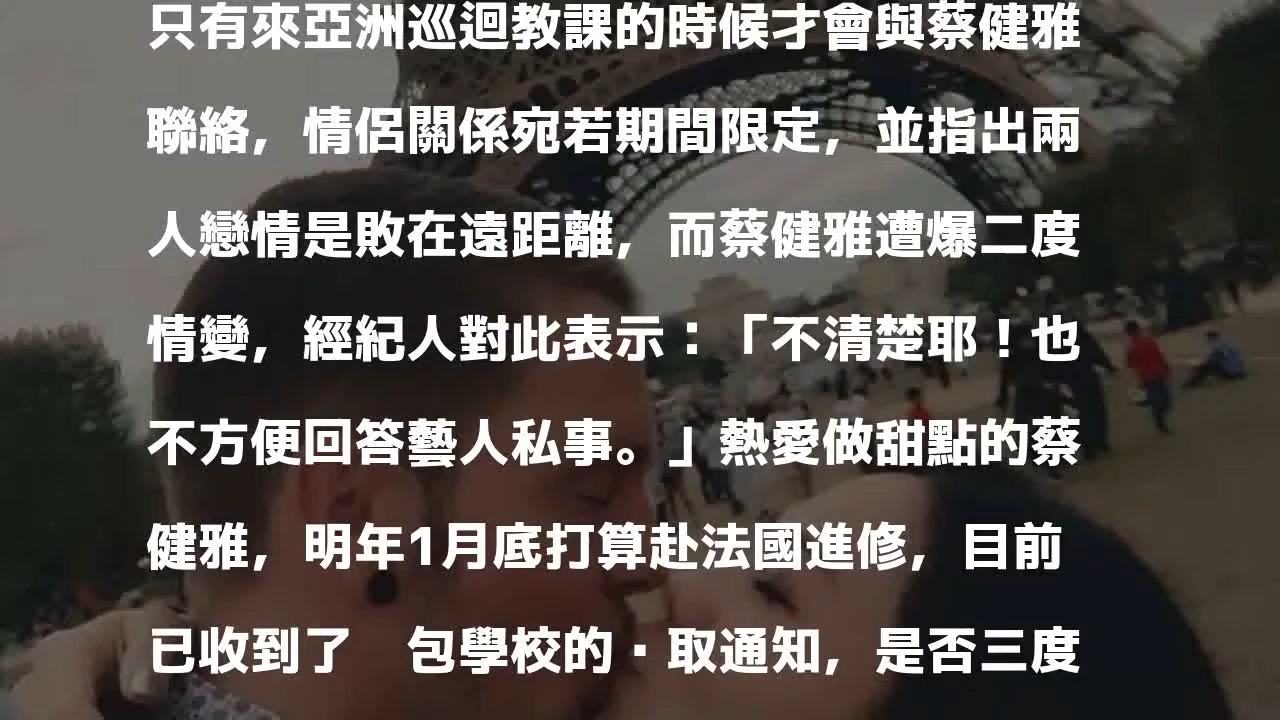 只有來亞洲巡迴教課的時候才會與蔡健雅
聯絡，情侶關係宛若期間限定，並指出兩
人戀情是敗在遠距離，而蔡健雅遭爆二度
情變，經紀人對此表示：「不清楚耶！也
不方便回答藝人私事。」熱愛做甜點的蔡
健雅，明年1月底打算赴法國進修，目前
已收到了　包學校的▪取通知，是否三度